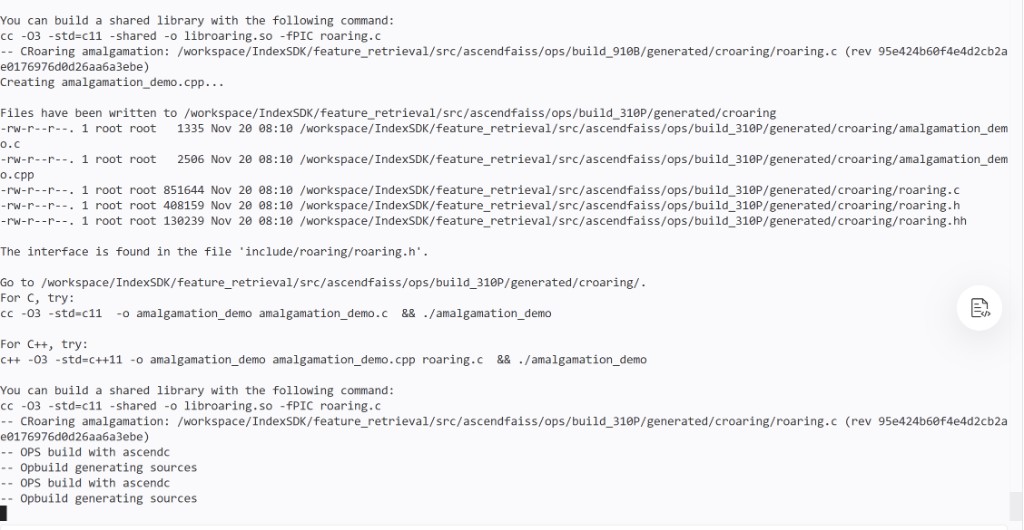 You can build a shared library with the following command:
cc -O3 -std=c11 -shared -o libroaring.so -fPIC roaring.c
-- CRoaring amalgamation: /workspace/IndexSDK/feature_retrieval/src/ascendfaiss/ops/build_910B/generated/croaring/roaring.c (rev 95e424b60f4e4d2cb2a
e0176976d0d26aa6a3ebe)
Creating amalgamation_demo.cpp...
Files have been written to /workspace/IndexSDK/feature_retrieval/src/ascendfaiss/ops/build_310P/generated/croaring
-rw-r--r--. 1 root root   1335 Nov 20 08:10 /workspace/IndexSDK/feature_retrieval/src/ascendfaiss/ops/build_310P/generated/croaring/amalgamation_dem
o.c
-rw-r--r--. 1 root root   2506 Nov 20 08:10 /workspace/IndexSDK/feature_retrieval/src/ascendfaiss/ops/build_310P/generated/croaring/amalgamation_dem
o.cpp
-rw-r--r--. 1 root root 851644 Nov 20 08:10 /workspace/IndexSDK/feature_retrieval/src/ascendfaiss/ops/build_310P/generated/croaring/roaring.c
-rw-r--r--. 1 root root 408159 Nov 20 08:10 /workspace/IndexSDK/feature_retrieval/src/ascendfaiss/ops/build_310P/generated/croaring/roaring.h
-rw-r--r--. 1 root root 130239 Nov 20 08:10 /workspace/IndexSDK/feature_retrieval/src/ascendfaiss/ops/build_310P/generated/croaring/roaring.hh
The interface is found in the file 'include/roaring/roaring.h'.
Go to /workspace/IndexSDK/feature_retrieval/src/ascendfaiss/ops/build_310P/generated/croaring/.
For C, try:
cc -O3 -std=c11  -o amalgamation_demo amalgamation_demo.c  && ./amalgamation_demo
For C++, try:
c++ -O3 -std=c++11 -o amalgamation_demo amalgamation_demo.cpp roaring.c  && ./amalgamation_demo
You can build a shared library with the following command:
cc -O3 -std=c11 -shared -o libroaring.so -fPIC roaring.c
-- CRoaring amalgamation: /workspace/IndexSDK/feature_retrieval/src/ascendfaiss/ops/build_310P/generated/croaring/roaring.c (rev 95e424b60f4e4d2cb2a
e0176976d0d26aa6a3ebe)
-- OPS build with ascendc
-- Opbuild generating sources
-- OPS build with ascendc
-- Opbuild generating sources